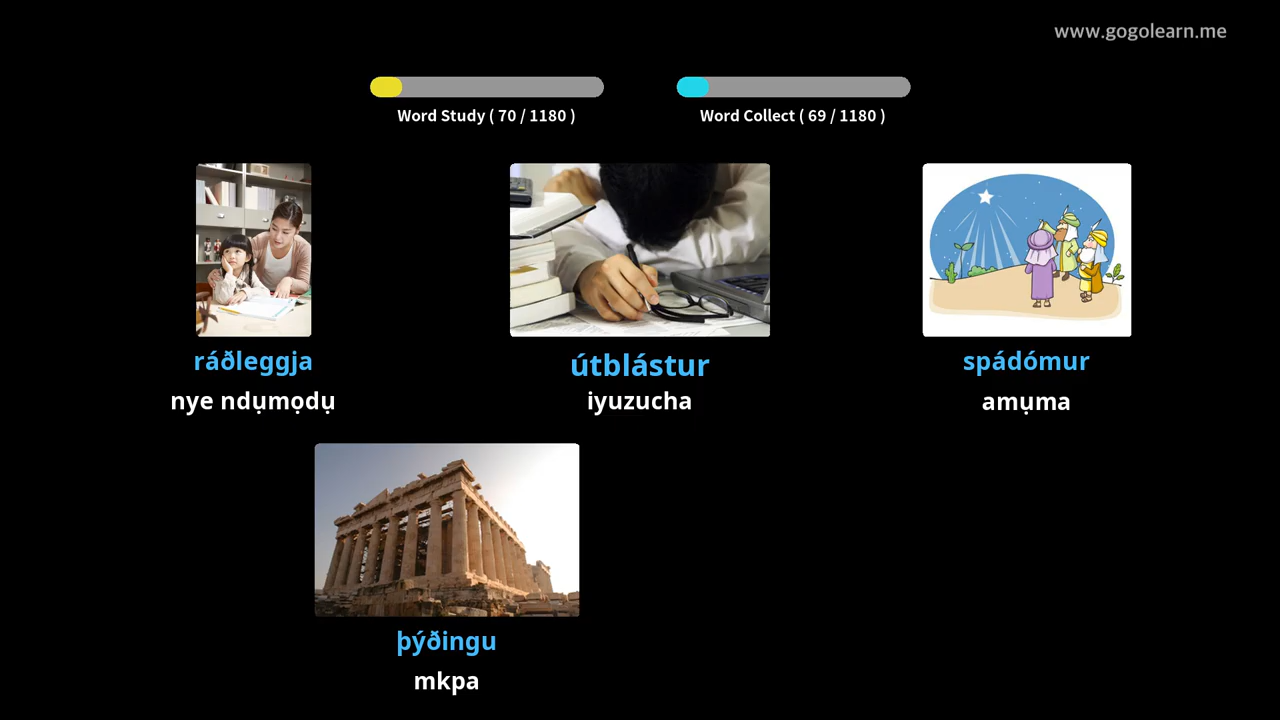 www.gogolearn.me
Word Study ( 70 / 1180 )
Word Collect ( 69 / 1180 )
ráðleggja
nye ndụmọdụ
útblástur
iyuzucha
spádómur
amụma
þýðingu
mkpa